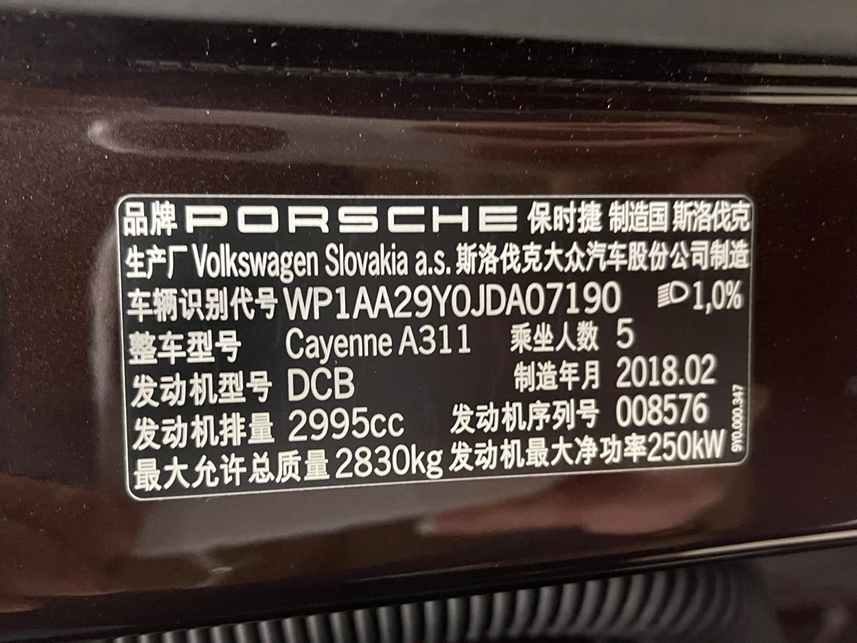 品牌 PORSCHE 保时捷 制造国 斯洛伐克
生产厂 Volkswagen Slovakia a.s. 斯洛伐克大众汽车股份公司制造
车辆识别代号 WP1AA29Y0JDA07190 1,0%
整车型号 Cayenne A311 乘坐人数 5
发动机型号 DCB 制造年月 2018.02
发动机排量 2995cc 发动机序列号 008576
最大允许总质量 2830kg 发动机最大净功率 250kW
9Y0.000.347